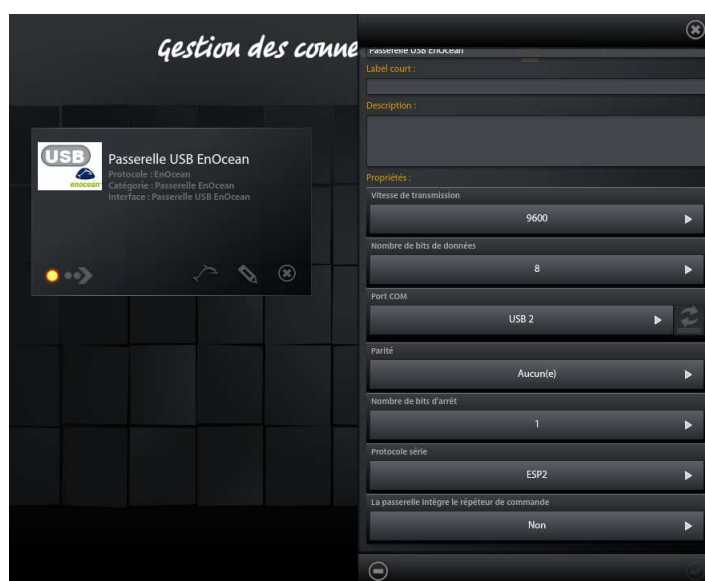 Gestion des conne
Passerelle USB EnOcean
Label court :
Description :
Propriétés :
Vitesse de transmission
9600
Nombre de bits de données
8
Port COM
USB 2
Parité
Aucun(e)
Nombre de bits d'arrêt
1
Protocole série
ESP2
La passerelle intègre le répéteur de commande
Non
USB
enocean
Passerelle USB EnOcean
Protocole : EnOcean
Catégorie : Passerelle EnOcean
Interface : Passerelle USB EnOcean